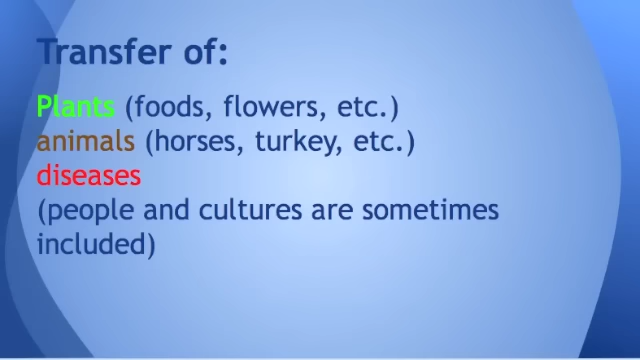 Transfer of:
Plants (foods, flowers, etc.)
animals (horses, turkey, etc.)
diseases
(people and cultures are sometimes
included)